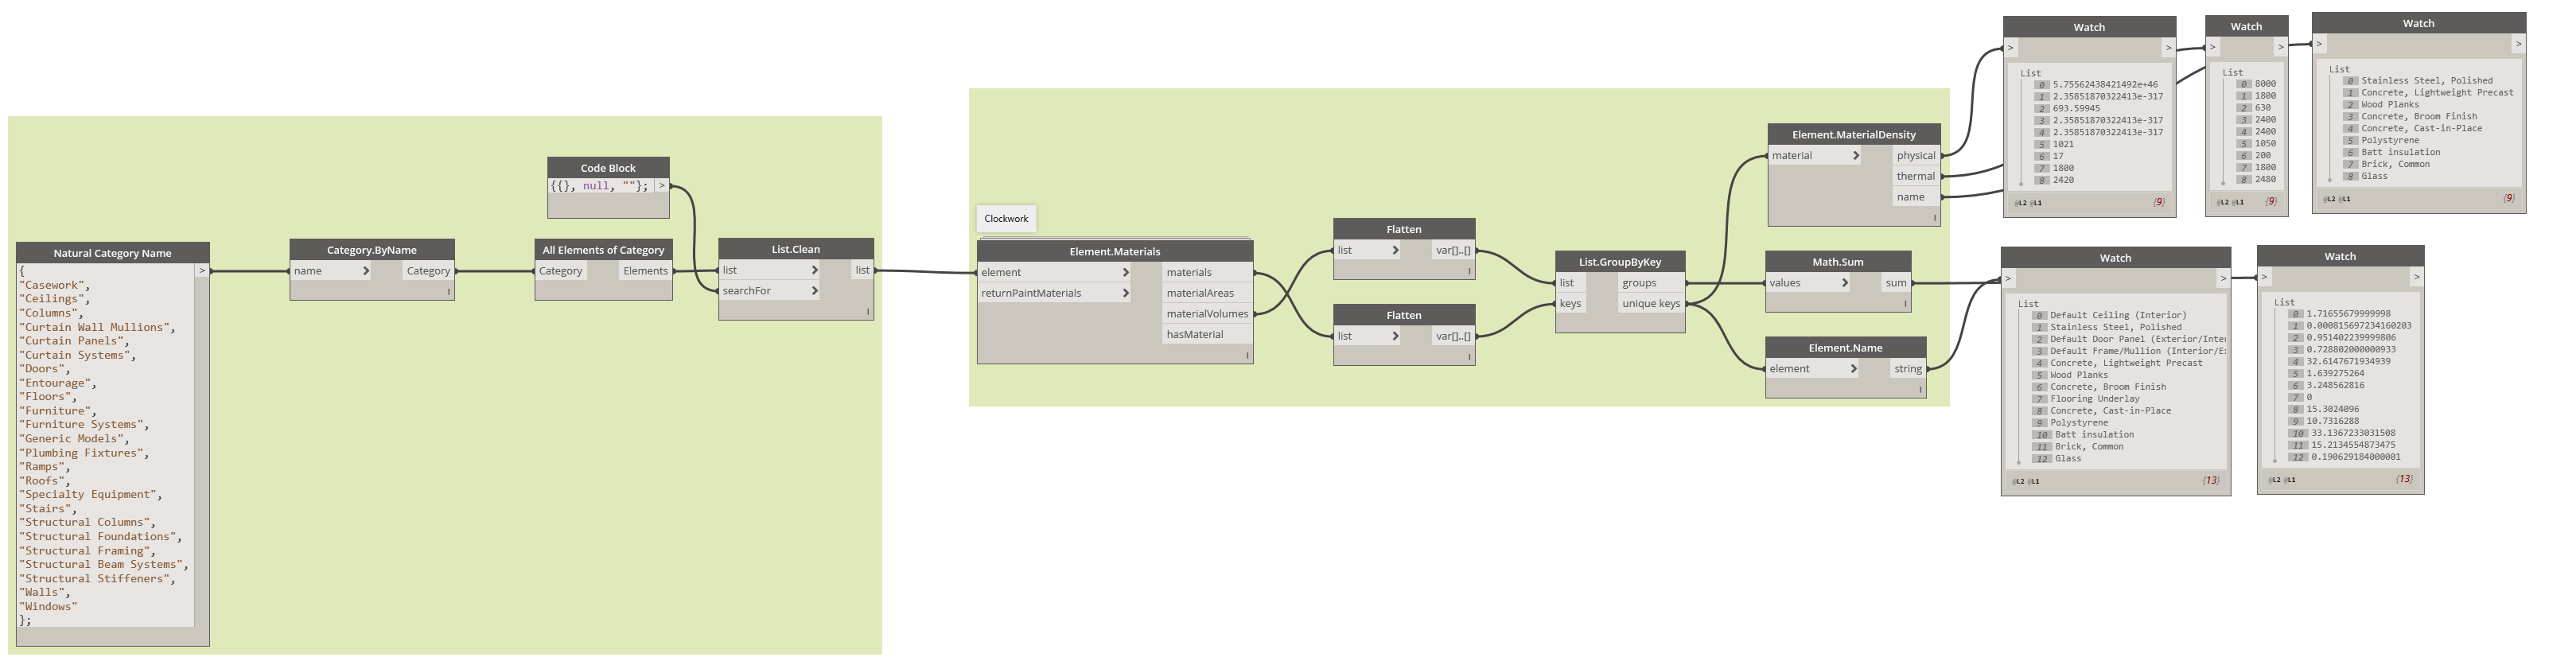 Natural Category Name
{
"Casework",
"Ceilings",
"Columns",
"Curtain Wall Mullions",
"Curtain Panels",
"Curtain Systems",
"Doors",
"Entourage",
"Floors",
"Furniture",
"Furniture Systems",
"Generic Models",
"Plumbing Fixtures",
"Ramps",
"Roofs",
"Specialty Equipment",
"Stairs",
"Structural Columns",
"Structural Foundations",
"Structural Framing",
"Structural Beam Systems",
"Structural Stiffeners",
"Walls",
"Windows"
};
>
Category.ByName
name > Category
Code Block
{{}, null, ""}; >
All Elements of Category
Category Elements
List.Clean
list > list
searchFor >
Clockwork
Element.Materials
element > materials
returnPaintMaterials > materialAreas
materialVolumes
hasMaterial
Flatten
list > var[]..[]
Flatten
list > var[]..[]
List.GroupByKey
list groups
keys unique keys
Element.MaterialDensity
material > physical
thermal
name
Math.Sum
values > sum
Element.Name
element > string
Watch
> >
List
0 5.75562438421492e+46
1 2.35851870322413e-317
2 693.59945
3 2.35851870322413e-317
4 2.35851870322413e-317
5 1021
6 17
7 1800
8 2420
@L2 @L1 {9}
Watch
> >
List
0 8000
1 1800
2 630
3 2400
4 2400
5 1050
6 200
7 1800
8 2480
@L2 @L1 {9}
Watch
> >
List
0 Stainless Steel, Polished
1 Concrete, Lightweight Precast
2 Wood Planks
3 Concrete, Broom Finish
4 Concrete, Cast-in-Place
5 Polystyrene
6 Batt insulation
7 Brick, Common
8 Glass
@L2 @L1 {9}
Watch
> >
List
0 Default Ceiling (Interior)
1 Stainless Steel, Polished
2 Default Door Panel (Exterior/Inter
3 Default Frame/Mullion (Interior/E
4 Concrete, Lightweight Precast
5 Wood Planks
6 Concrete, Broom Finish
7 Flooring Underlay
8 Concrete, Cast-in-Place
9 Polystyrene
10 Batt insulation
11 Brick, Common
12 Glass
@L2 @L1 {13}
Watch
> >
List
0 1.71655679999998
1 0.000815697234160203
2 0.951402239999806
3 0.728802000000933
4 32.6147671934939
5 1.639275264
6 3.248562816
7 0
8 15.3024096
9 10.7316288
10 33.1367233031508
11 15.2134554873475
12 0.190629184000001
@L2 @L1 {13}